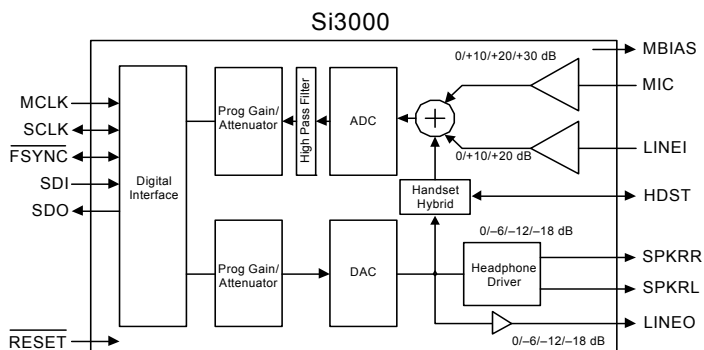 Si3000
MBIAS
0/+10/+20/+30 dB
MIC
MCLK
SCLK
FSYNC
SDI
SDO
Digital
Interface
Prog Gain/
Attenuator
High Pass Filter
ADC
+
LINEI
0/+10/+20 dB
Handset
Hybrid
HDST
0/–6/–12/–18 dB
Prog Gain/
Attenuator
DAC
Headphone
Driver
SPKRR
SPKRL
LINEO
0/–6/–12/–18 dB
RESET